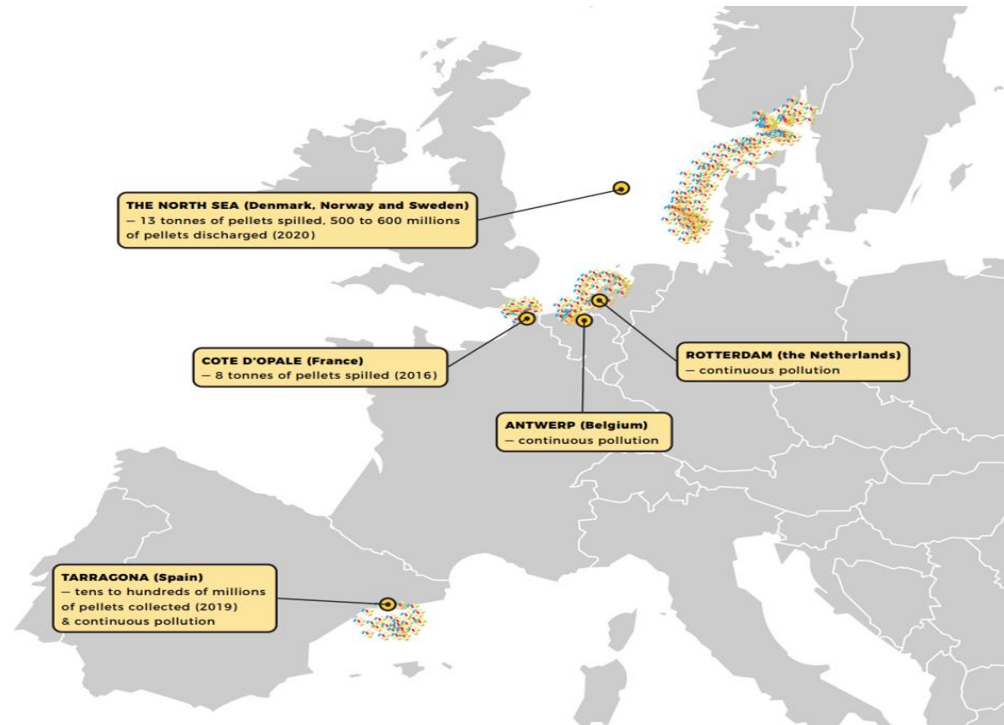 THE NORTH SEA (Denmark, Norway and Sweden)
— 13 tonnes of pellets spilled, 500 to 600 millions
of pellets discharged (2020)
COTE D'OPALE (France)
— 8 tonnes of pellets spilled (2016)
ROTTERDAM (the Netherlands)
— continuous pollution
ANTWERP (Belgium)
— continuous pollution
TARRAGONA (Spain)
— tens to hundreds of millions
of pellets collected (2019)
& continuous pollution